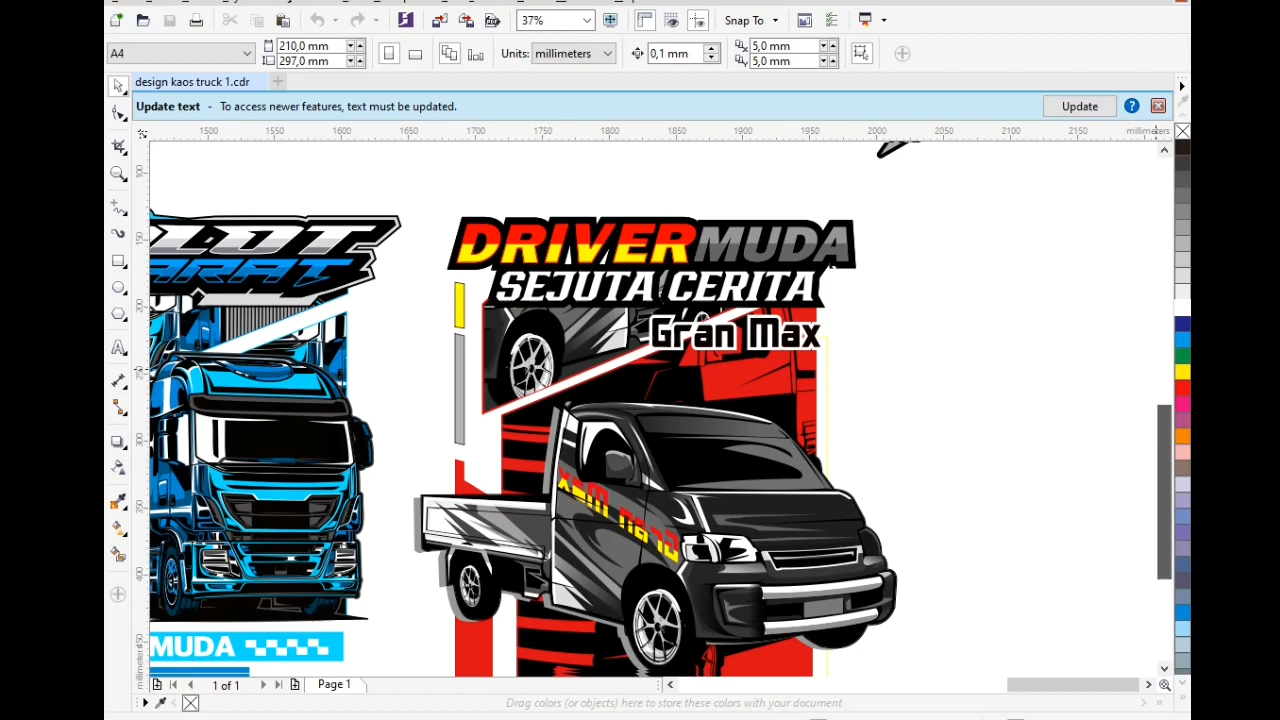 37%
Snap To
A4
210,0 mm
297,0 mm
Units: millimeters
0,1 mm
5,0 mm
5,0 mm
design kaos truck 1.cdr
Update text - To access newer features, text must be updated.
Update
1500 1550 1600 1650 1700 1750 1800 1850 1900 1950 2000 2050 2100 2150 millimeters
DRIVERMUDA
SEJUTA CERITA
Gran Max
Gran Max
MUDA
1 of 1
Page 1
Drag colors (or objects) here to store these colors with your document